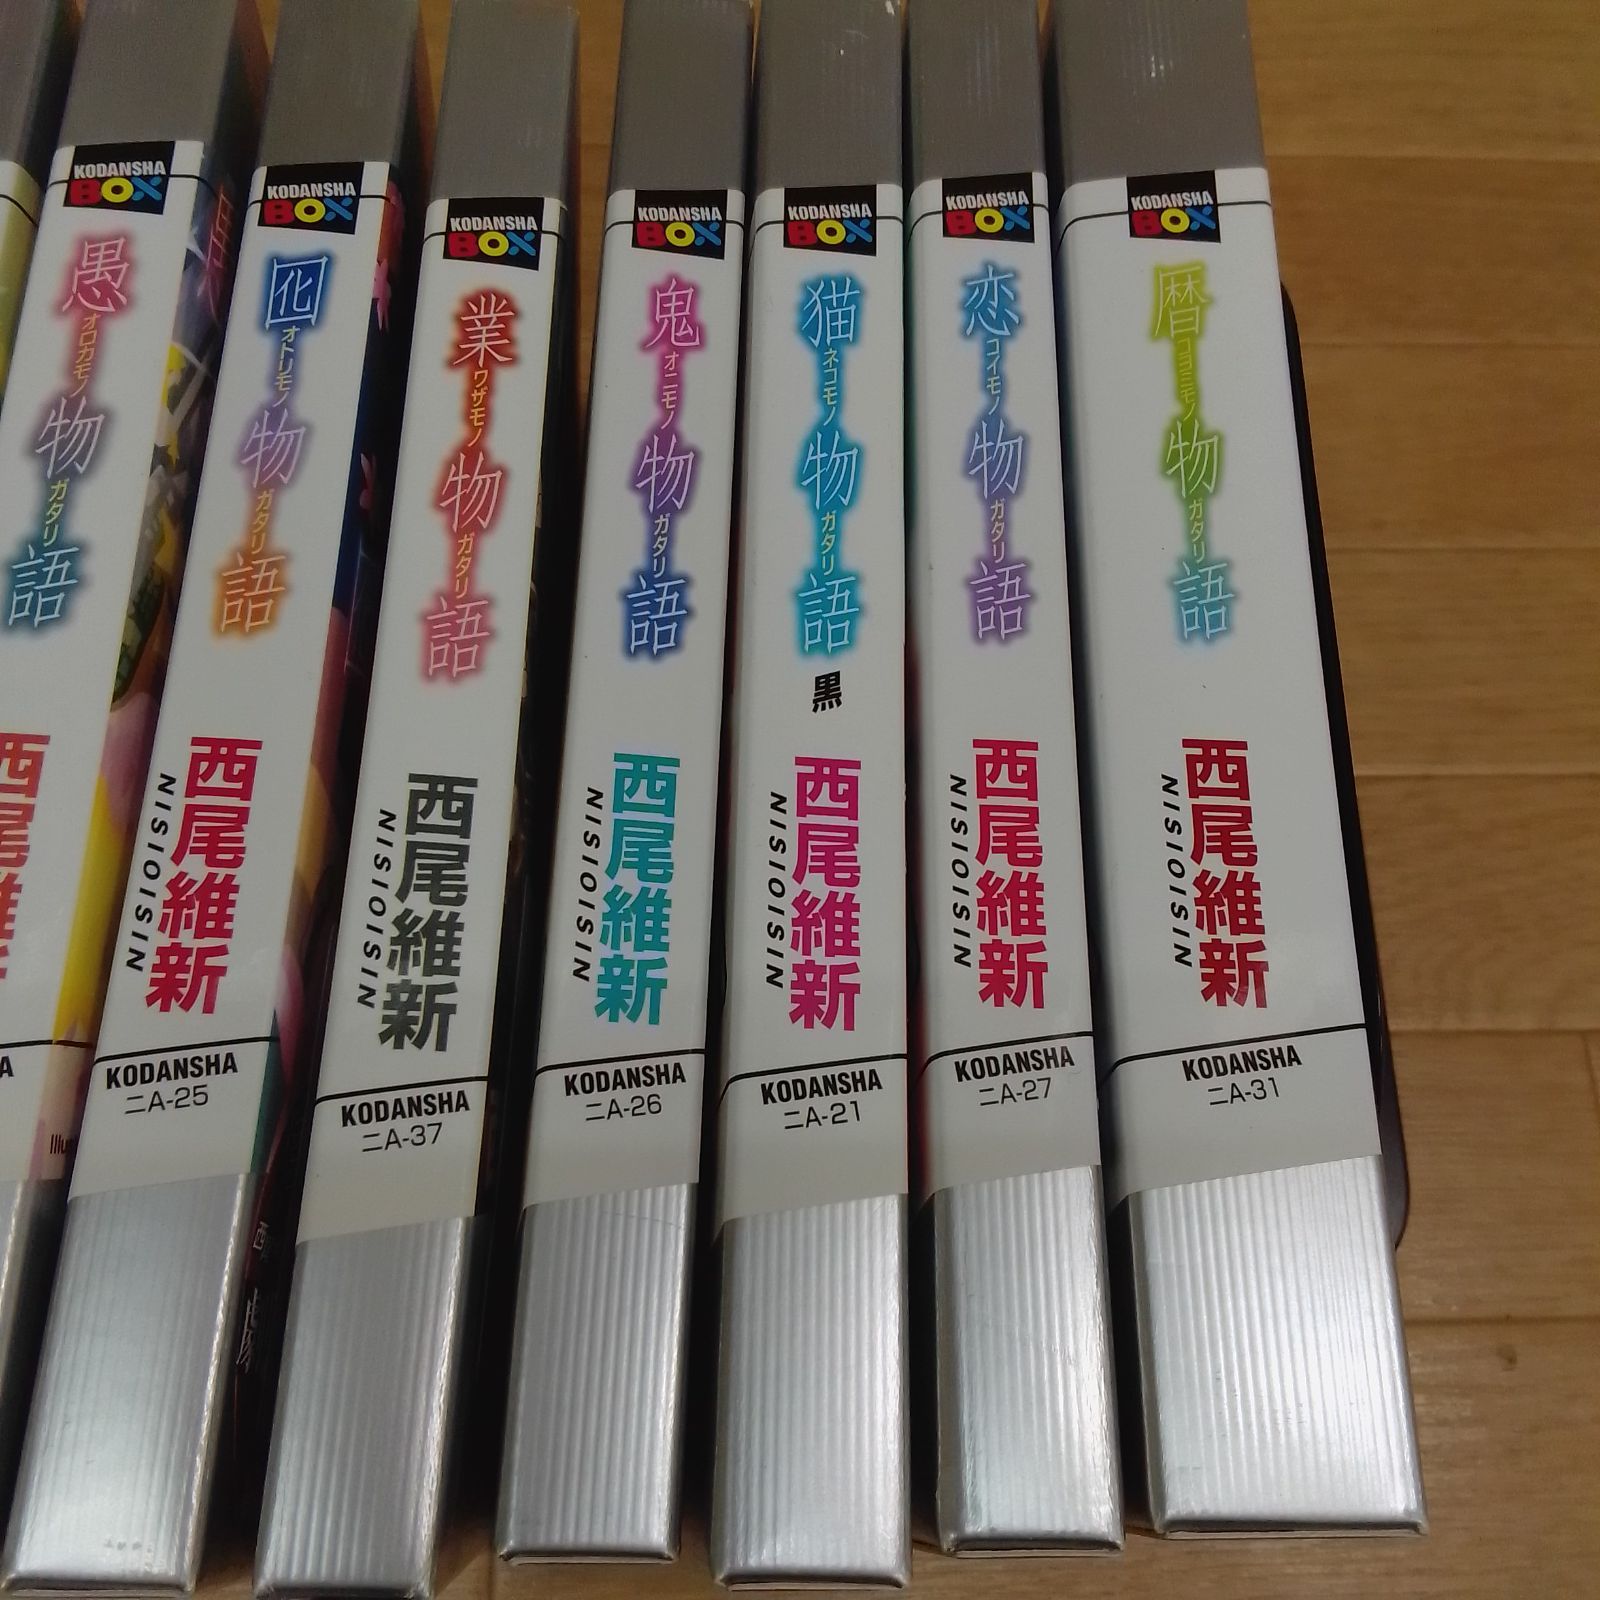 KODANSHA
BOX
愚物語
オロカモノ
ガタリ
西尾維新
KODANSHA
BOX
囮物語
オトリモノ
ガタリ
西尾維新
NISIOISIN
KODANSHA
ニA-25
KODANSHA
BOX
業物語
ワザモノ
ガタリ
西尾維新
NISIOISIN
KODANSHA
ニA-37
KODANSHA
BOX
鬼物語
オニモノ
ガタリ
西尾維新
NISIOISIN
KODANSHA
ニA-26
KODANSHA
BOX
猫物語
ネコモノ
ガタリ
黒
西尾維新
NISIOISIN
KODANSHA
ニA-21
KODANSHA
BOX
恋物語
コイモノ
ガタリ
西尾維新
NISIOISIN
KODANSHA
ニA-27
KODANSHA
BOX
暦物語
コヨミモノ
ガタリ
西尾維新
NISIOISIN
KODANSHA
ニA-31